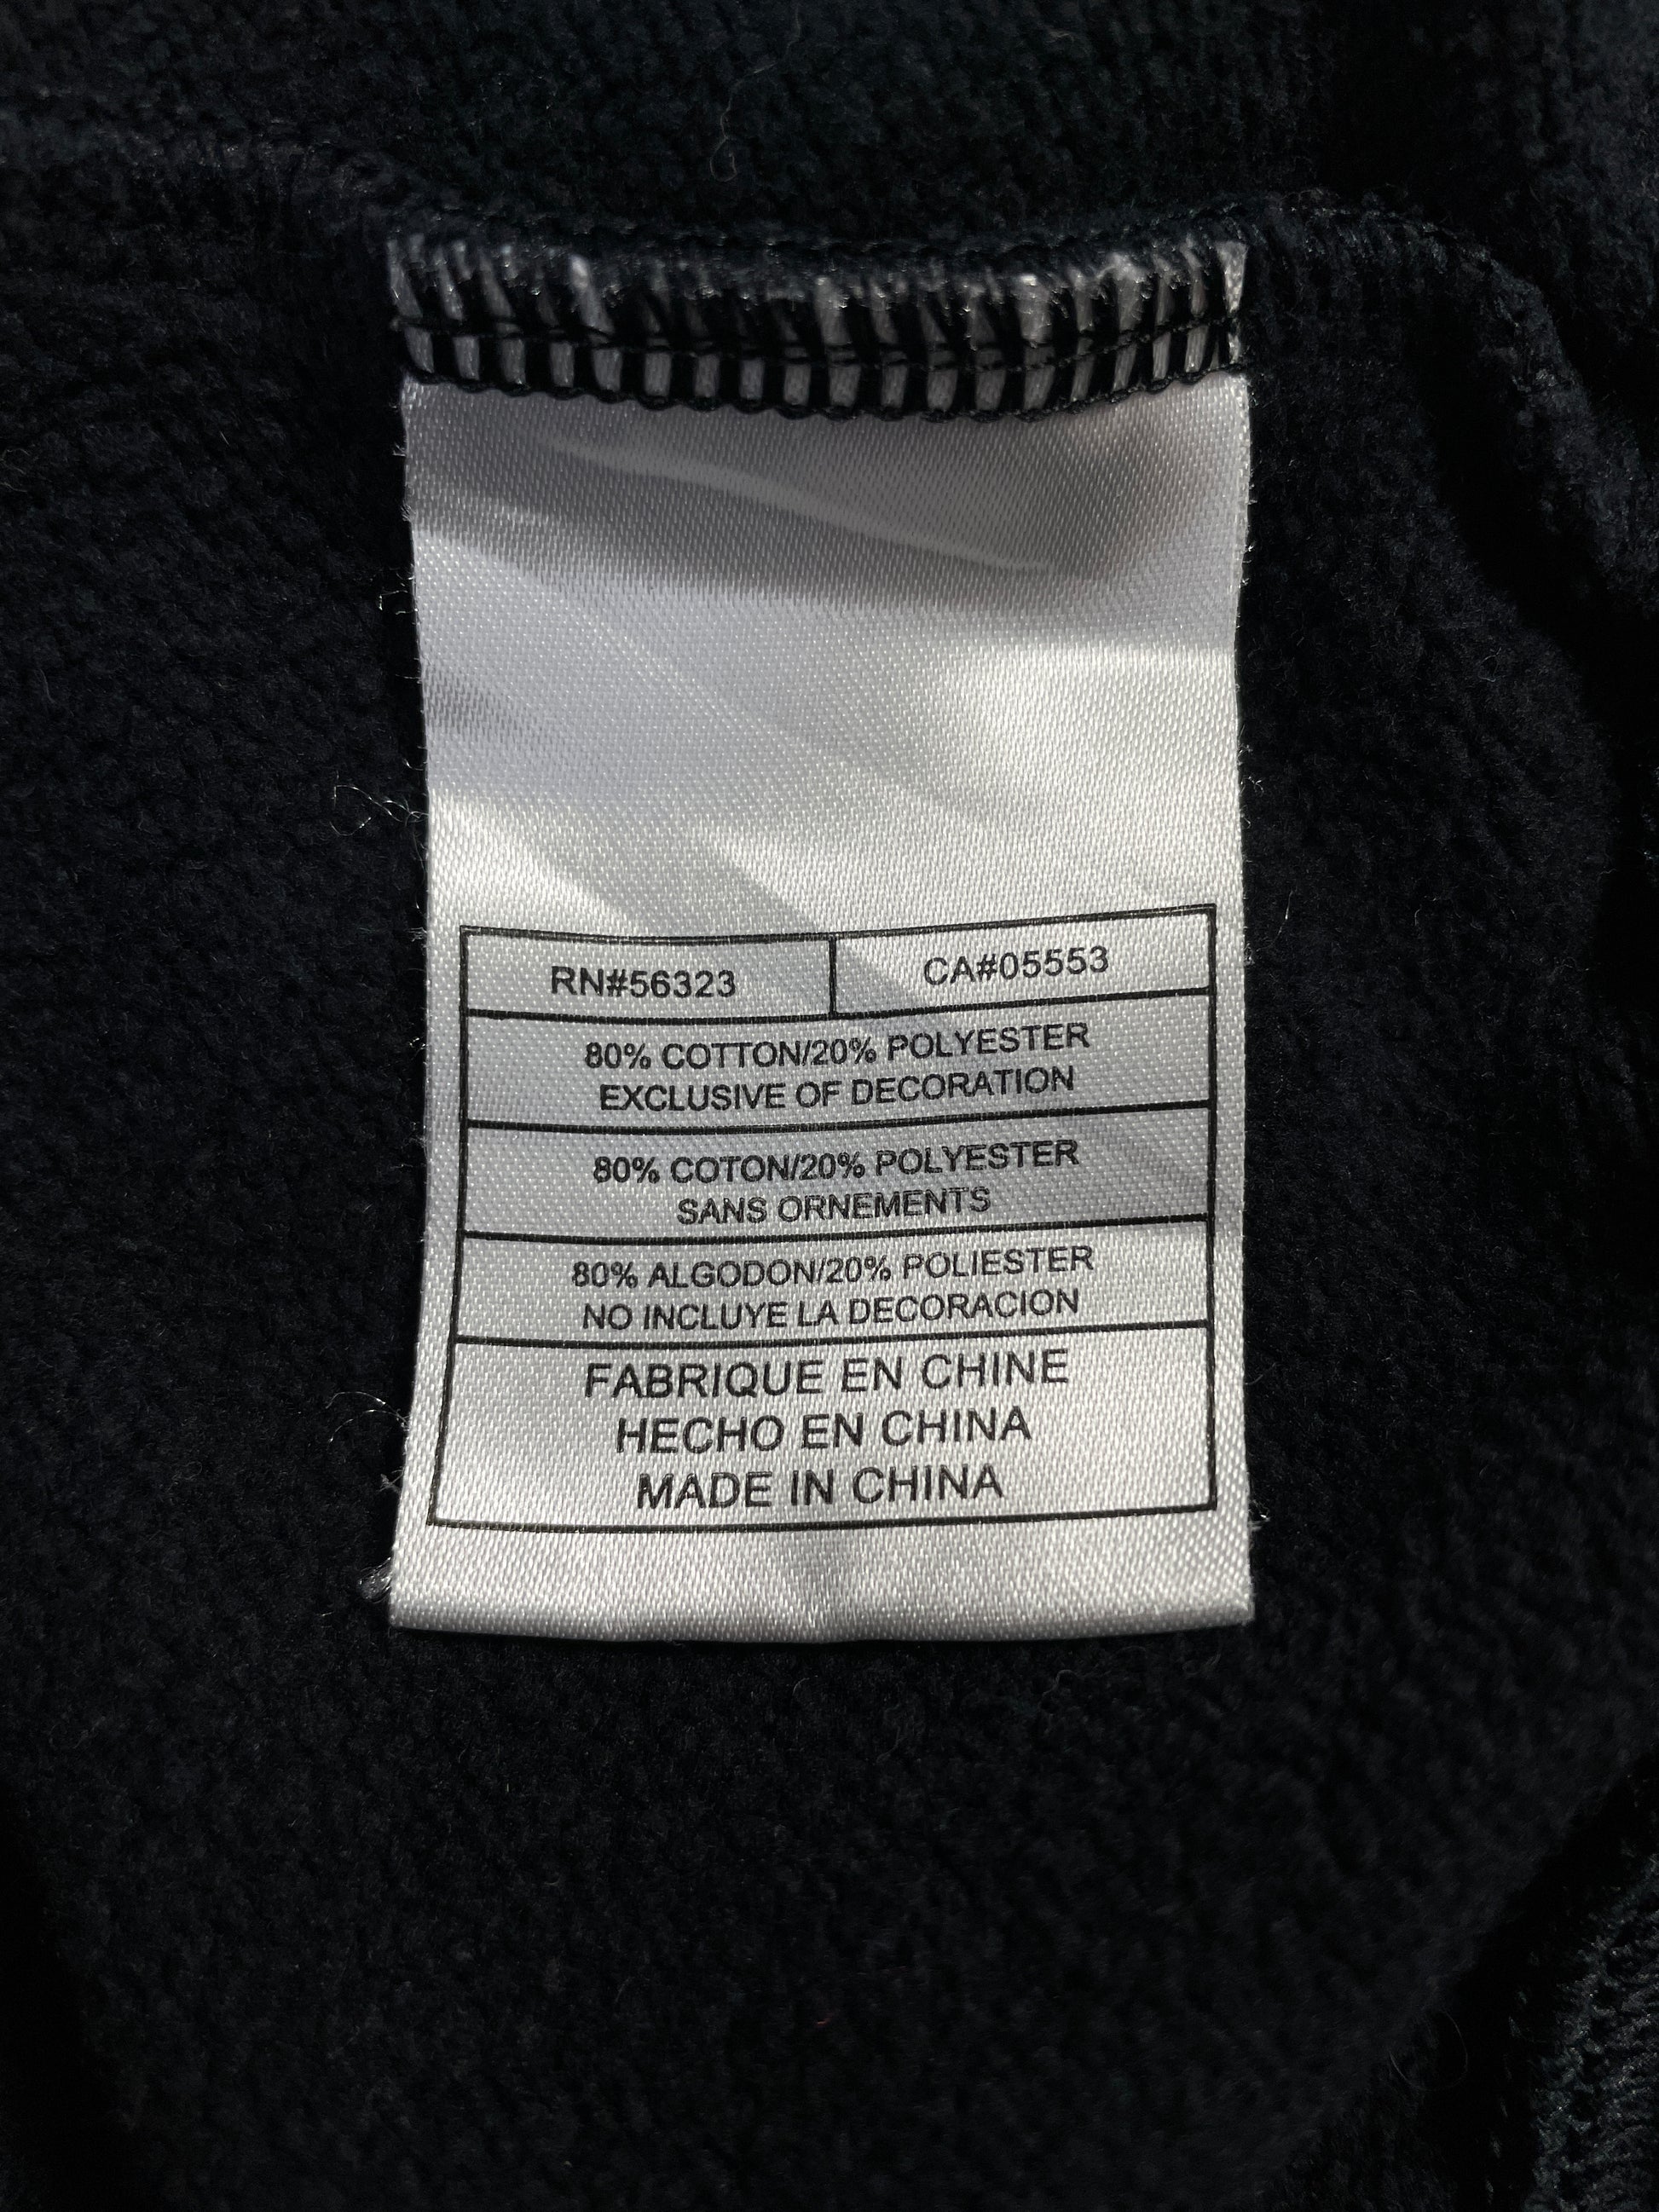 RN#56323 CA#05553
80% COTTON/20% POLYESTER
EXCLUSIVE OF DECORATION
80% COTON/20% POLYESTER
SANS ORNEMENTS
80% ALGODON/20% POLIESTER
NO INCLUYE LA DECORACION
FABRIQUE EN CHINE
HECHO EN CHINA
MADE IN CHINA